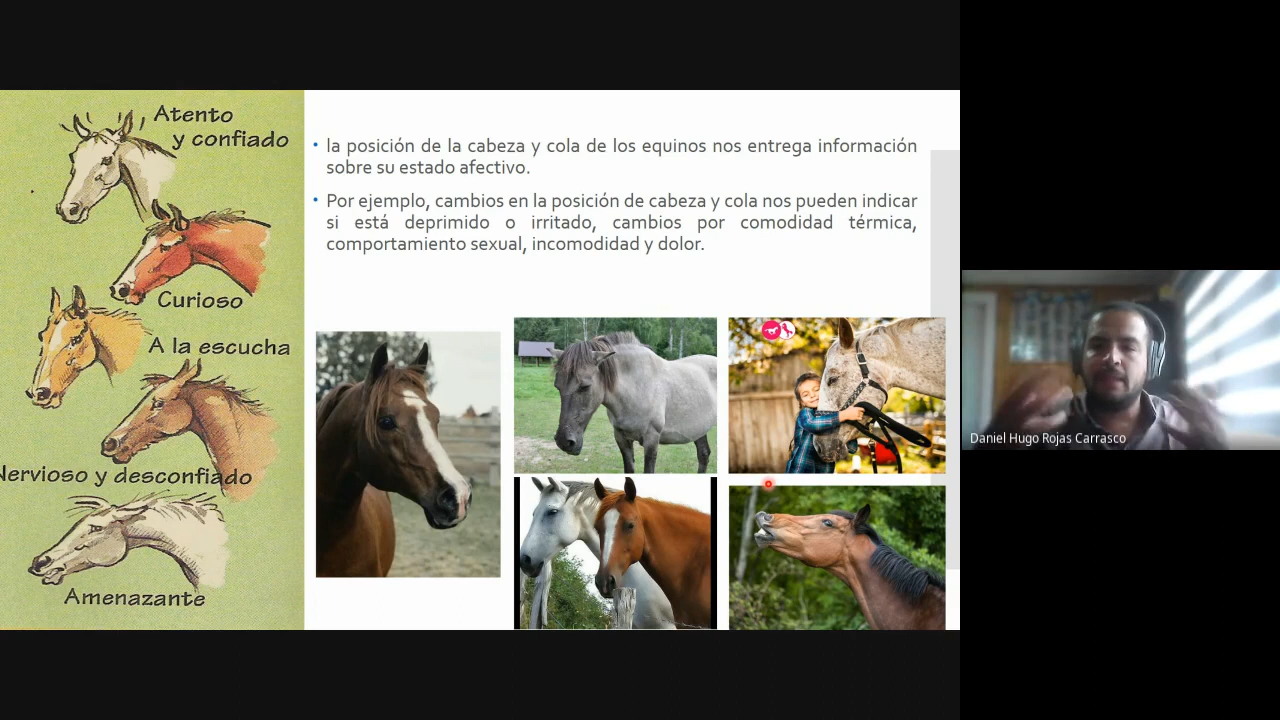 Atento
y confiado
Curioso
A la escucha
Nervioso y desconfiado
Amenazante
• la posición de la cabeza y cola de los equinos nos entrega información
sobre su estado afectivo.
• Por ejemplo, cambios en la posición de cabeza y cola nos pueden indicar
si está deprimido o irritado, cambios por comodidad térmica,
comportamiento sexual, incomodidad y dolor.
Daniel Hugo Rojas Carrasco